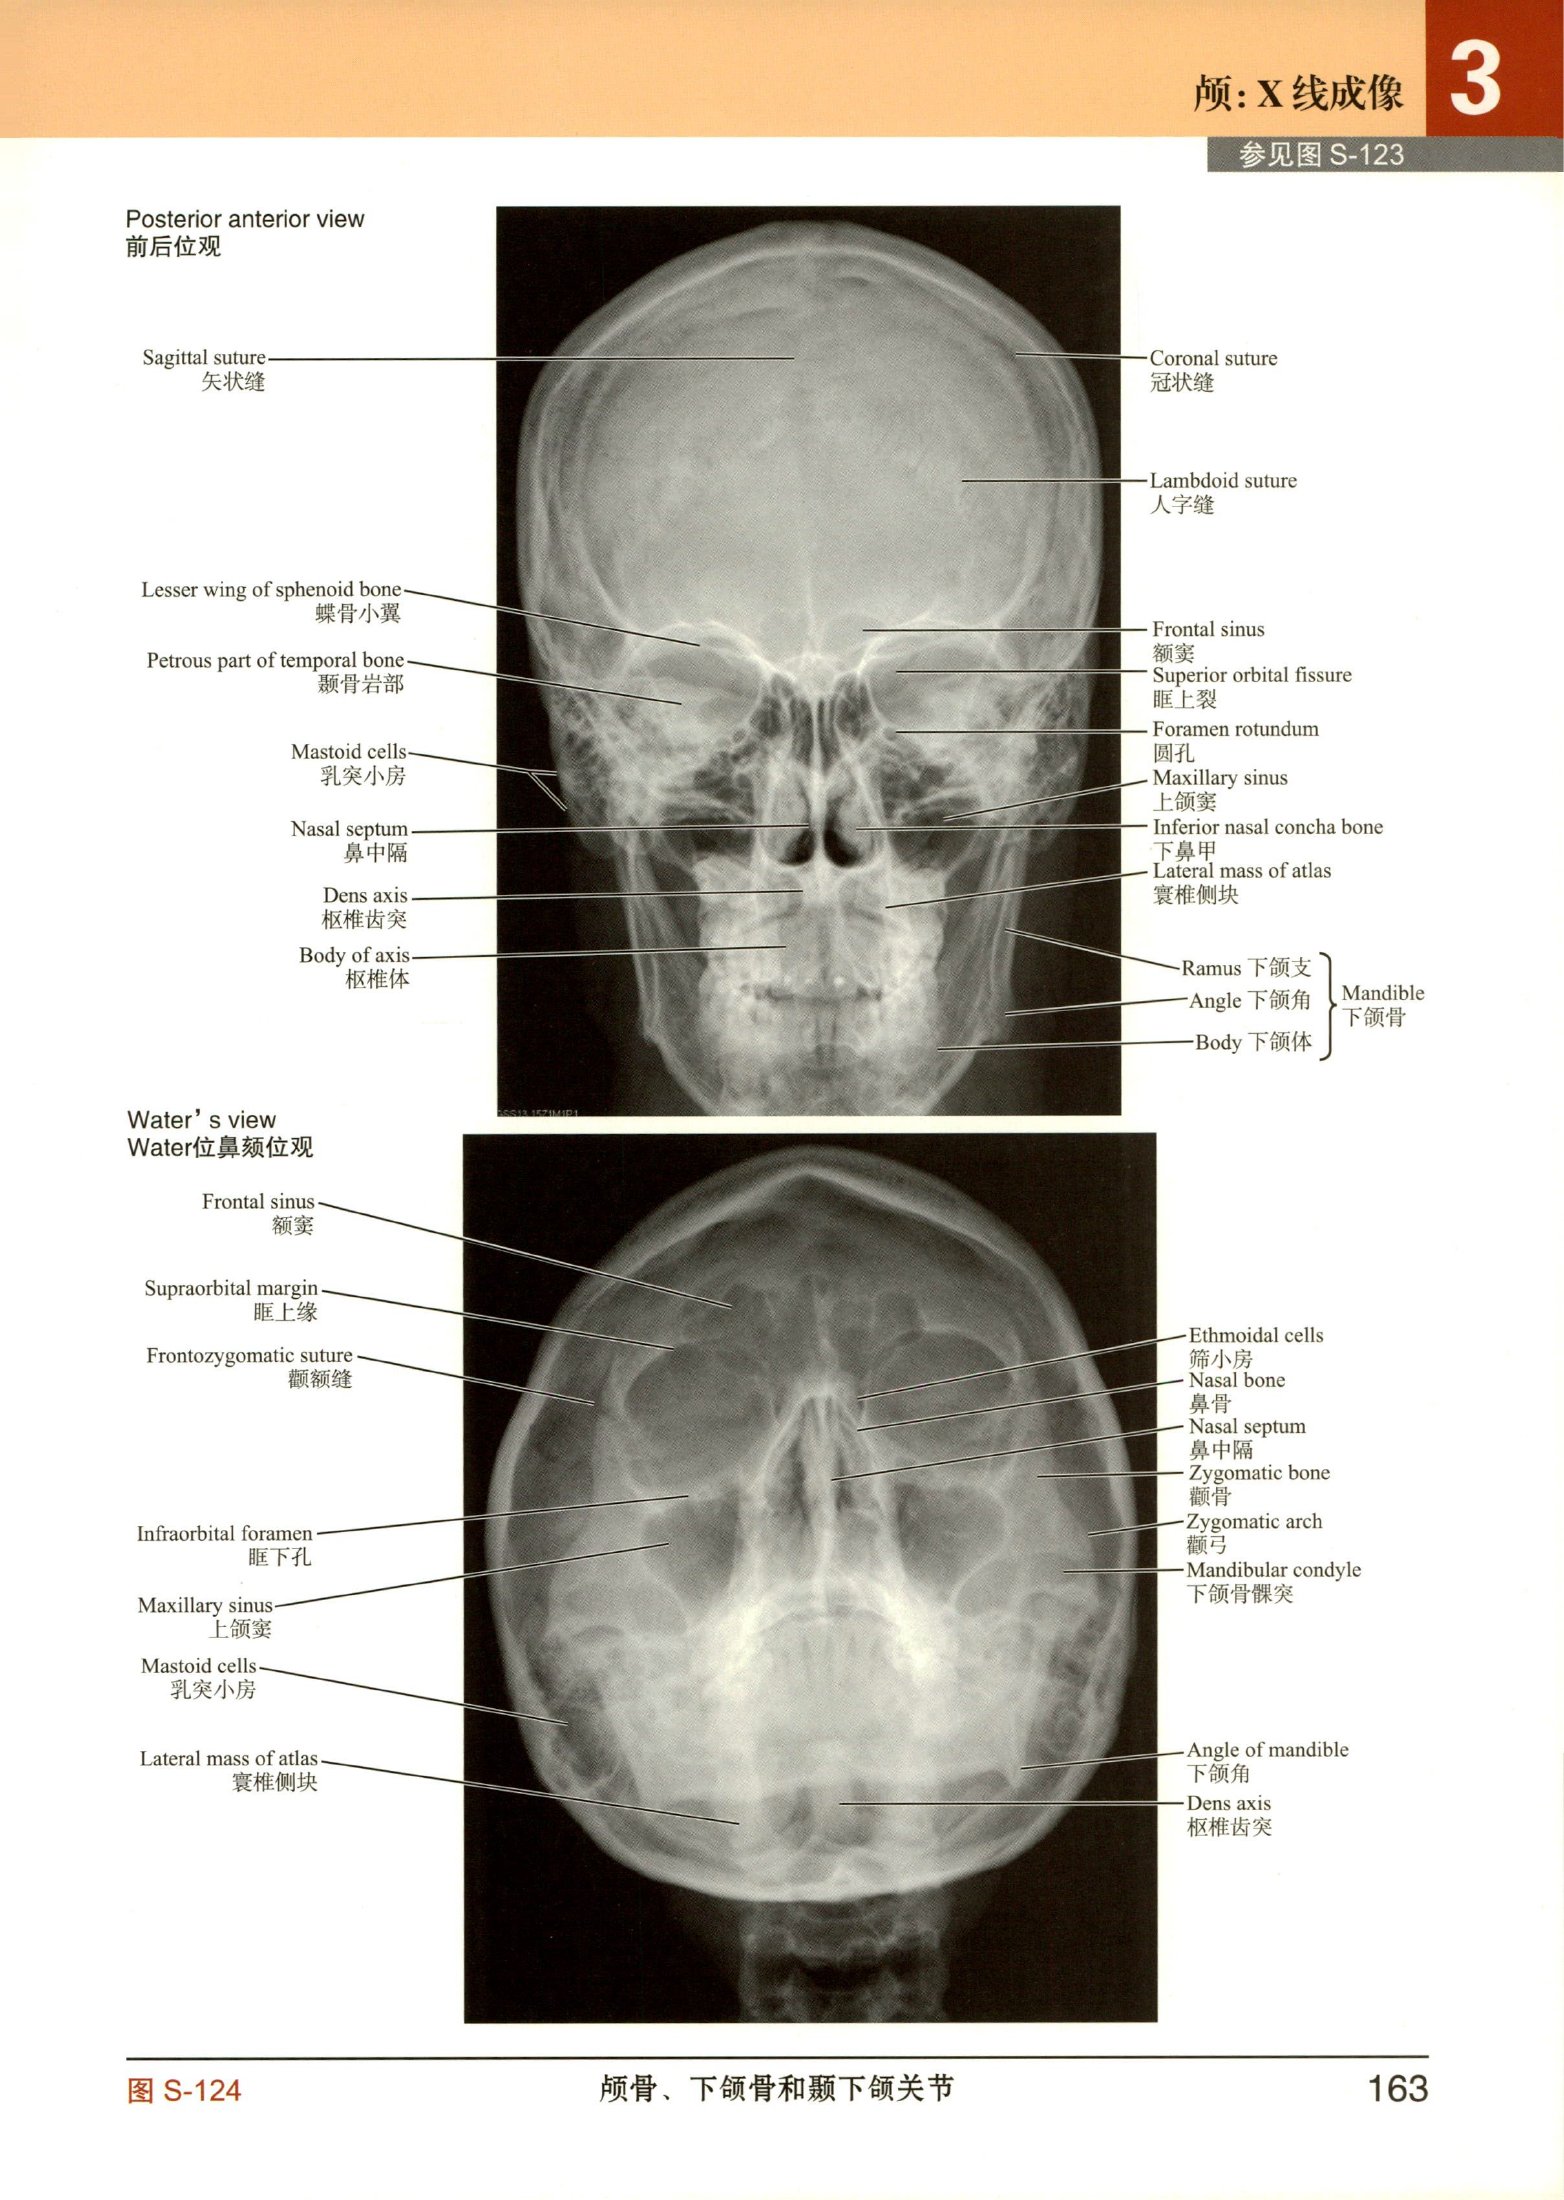 颅：X 线成像
3
参见图 S-123
Posterior anterior view
前后位观
Sagittal suture
矢状缝
Lesser wing of sphenoid bone
蝶骨小翼
Petrous part of temporal bone
颞骨岩部
Mastoid cells
乳突小房
Nasal septum
鼻中隔
Dens axis
枢椎齿突
Body of axis
枢椎体
Coronal suture
冠状缝
Lambdoid suture
人字缝
Frontal sinus
额窦
Superior orbital fissure
眶上裂
Foramen rotundum
圆孔
Maxillary sinus
上颌窦
Inferior nasal concha bone
下鼻甲
Lateral mass of atlas
寰椎侧块
Ramus 下颌支
Angle 下颌角
Body 下颌体
Mandible
下颌骨
Water’s view
Water位鼻颏位观
Frontal sinus
额窦
Supraorbital margin
眶上缘
Frontozygomatic suture
颧额缝
Infraorbital foramen
眶下孔
Maxillary sinus
上颌窦
Mastoid cells
乳突小房
Lateral mass of atlas
寰椎侧块
Ethmoidal cells
筛小房
Nasal bone
鼻骨
Nasal septum
鼻中隔
Zygomatic bone
颧骨
Zygomatic arch
颧弓
Mandibular condyle
下颌骨髁突
Angle of mandible
下颌角
Dens axis
枢椎齿突
图 S-124
颅骨、下颌骨和颞下颌关节
163